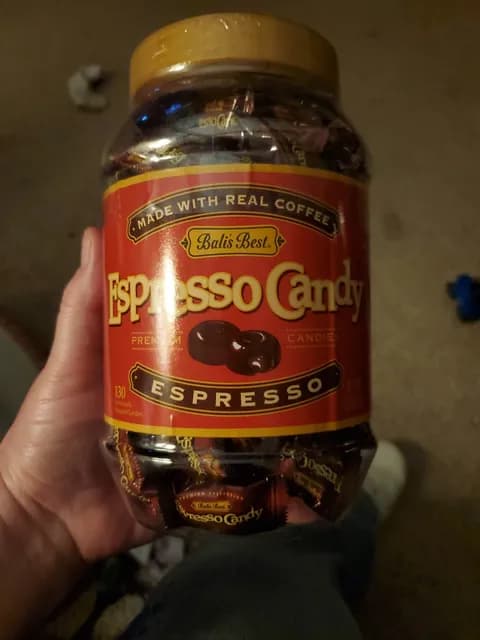 MADE WITH REAL COFFEE
Bali's Best.
Espresso Candy
PREMIUM CANDIES
130
ESPRESSO
Bali's Best
Espresso Candy